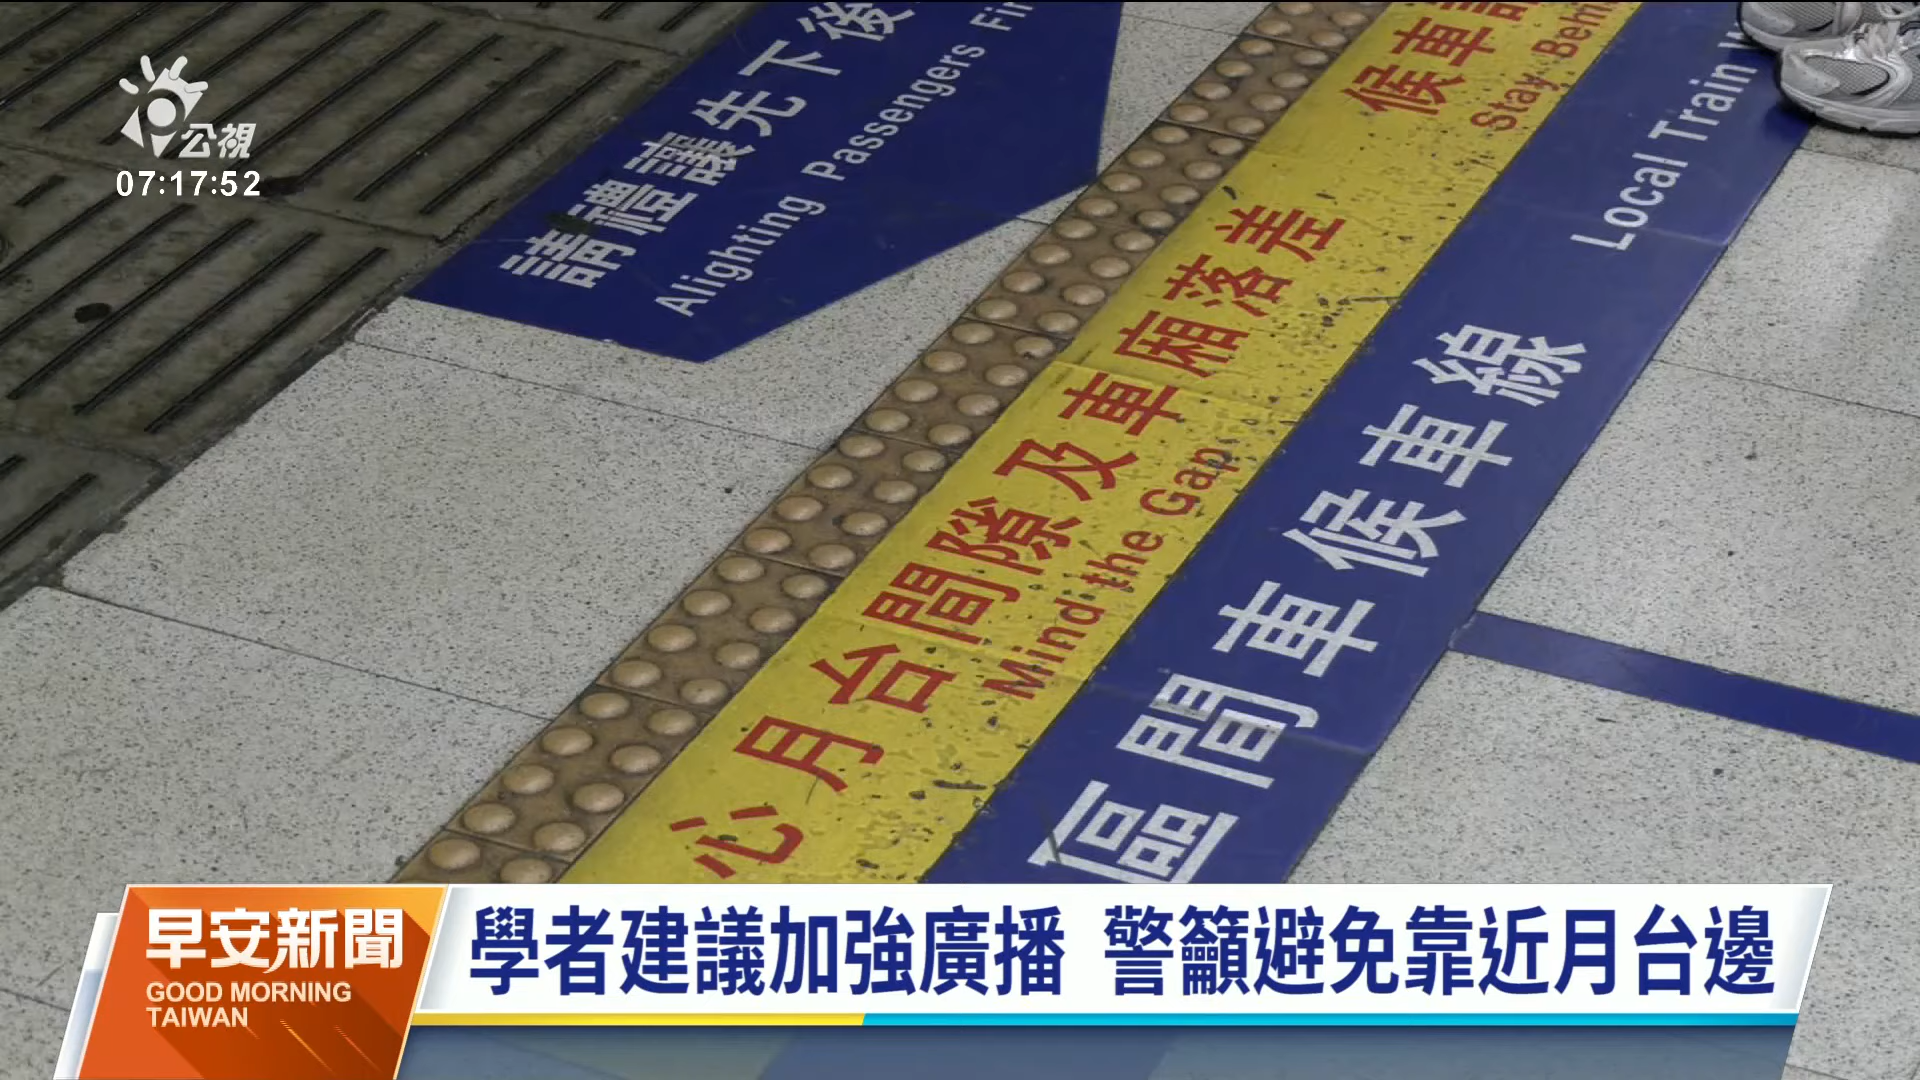 公視
07:17:52
請禮讓先下後
Alighting Passengers Fir
候車
Stay Behi
心月台間隙及車廂落差
Mind the Gap
Local Train
區間車候車線
早安新聞
GOOD MORNING
TAIWAN
學者建議加強廣播 警籲避免靠近月台邊